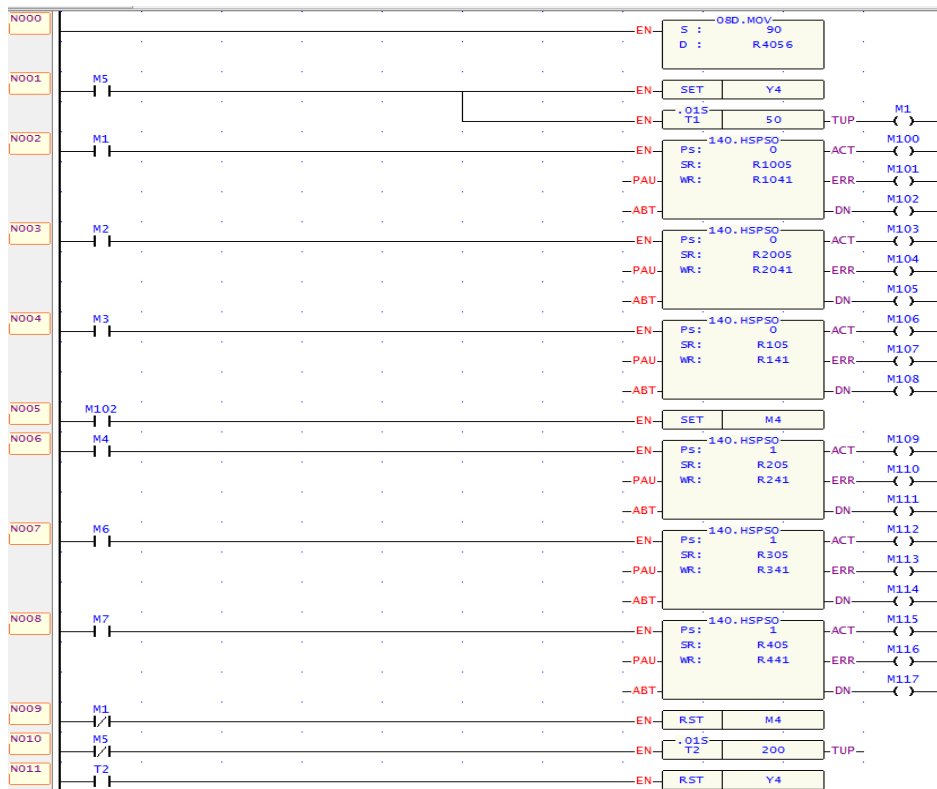 N000
08D.MOV
EN S : 90
D : R4056
N001 M5
EN SET Y4
.01S M1
EN T1 50 TUP
N002 M1 140.HSPSO M100
EN Ps: 0 ACT
SR: R1005 M101
PAU WR: R1041 ERR
M102
ABT DN
N003 M2 140.HSPSO M103
EN Ps: 0 ACT
SR: R2005 M104
PAU WR: R2041 ERR
M105
ABT DN
N004 M3 140.HSPSO M106
EN Ps: 0 ACT
SR: R105 M107
PAU WR: R141 ERR
M108
ABT DN
N005 M102
EN SET M4
N006 M4 140.HSPSO M109
EN Ps: 1 ACT
SR: R205 M110
PAU WR: R241 ERR
M111
ABT DN
N007 M6 140.HSPSO M112
EN Ps: 1 ACT
SR: R305 M113
PAU WR: R341 ERR
M114
ABT DN
N008 M7 140.HSPSO M115
EN Ps: 1 ACT
SR: R405 M116
PAU WR: R441 ERR
M117
ABT DN
N009 M1
EN RST M4
N010 M5 .01S
EN T2 200 TUP
N011 T2
EN RST Y4